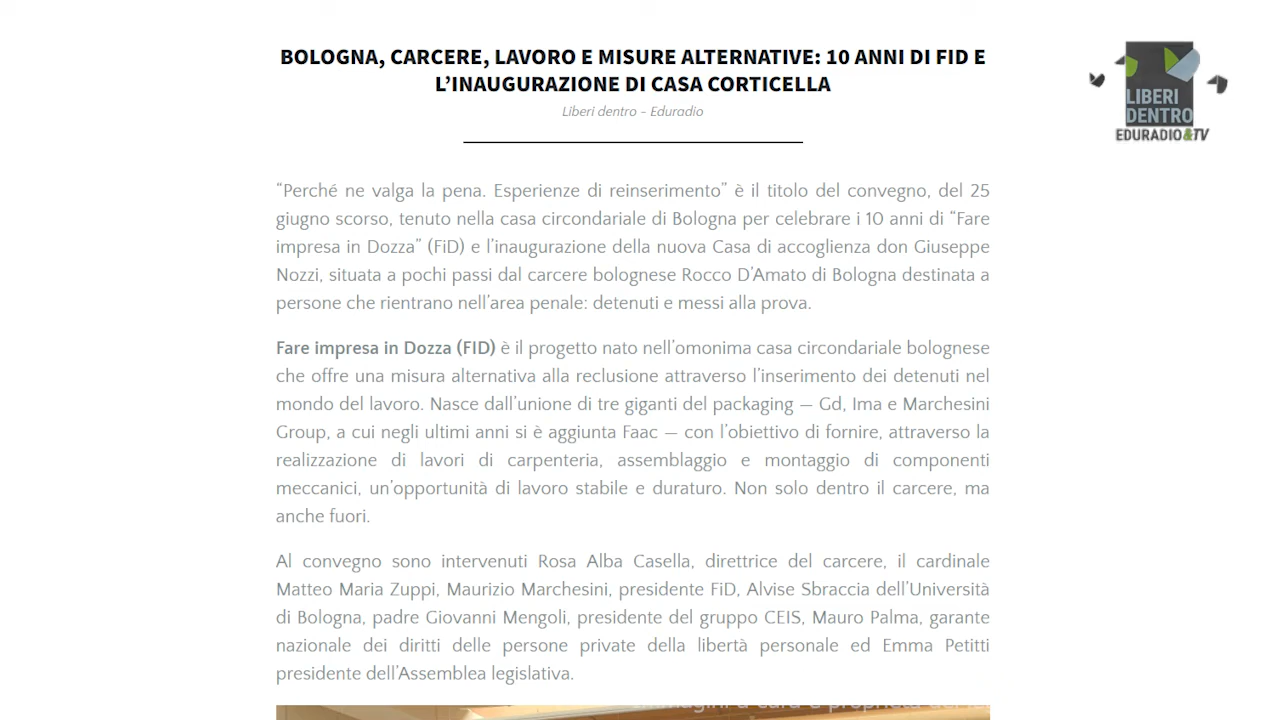 BOLOGNA, CARCERE, LAVORO E MISURE ALTERNATIVE: 10 ANNI DI FID E
L’INAUGURAZIONE DI CASA CORTICELLA
Liberi dentro - Eduradio
LIBERI
DENTRO
EDURADIO&TV
“Perché ne valga la pena. Esperienze di reinserimento” è il titolo del convegno, del 25
giugno scorso, tenuto nella casa circondariale di Bologna per celebrare i 10 anni di “Fare
impresa in Dozza” (FiD) e l’inaugurazione della nuova Casa di accoglienza don Giuseppe
Nozzi, situata a pochi passi dal carcere bolognese Rocco D’Amato di Bologna destinata a
persone che rientrano nell’area penale: detenuti e messi alla prova.
Fare impresa in Dozza (FID) è il progetto nato nell’omonima casa circondariale bolognese
che offre una misura alternativa alla reclusione attraverso l’inserimento dei detenuti nel
mondo del lavoro. Nasce dall’unione di tre giganti del packaging — Gd, Ima e Marchesini
Group, a cui negli ultimi anni si è aggiunta Faac — con l’obiettivo di fornire, attraverso la
realizzazione di lavori di carpenteria, assemblaggio e montaggio di componenti
meccanici, un’opportunità di lavoro stabile e duraturo. Non solo dentro il carcere, ma
anche fuori.
Al convegno sono intervenuti Rosa Alba Casella, direttrice del carcere, il cardinale
Matteo Maria Zuppi, Maurizio Marchesini, presidente FiD, Alvise Sbraccia dell’Università
di Bologna, padre Giovanni Mengoli, presidente del gruppo CEIS, Mauro Palma, garante
nazionale dei diritti delle persone private della libertà personale ed Emma Petitti
presidente dell’Assemblea legislativa.